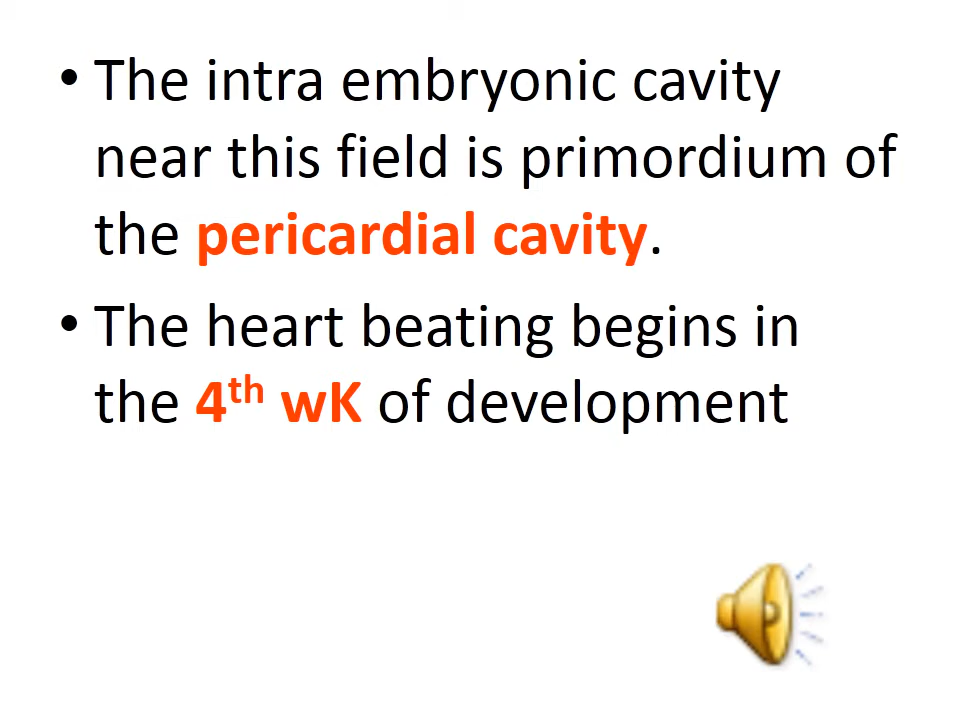 • The intra embryonic cavity
near this field is primordium of
the pericardial cavity.
• The heart beating begins in
the 4th wK of development